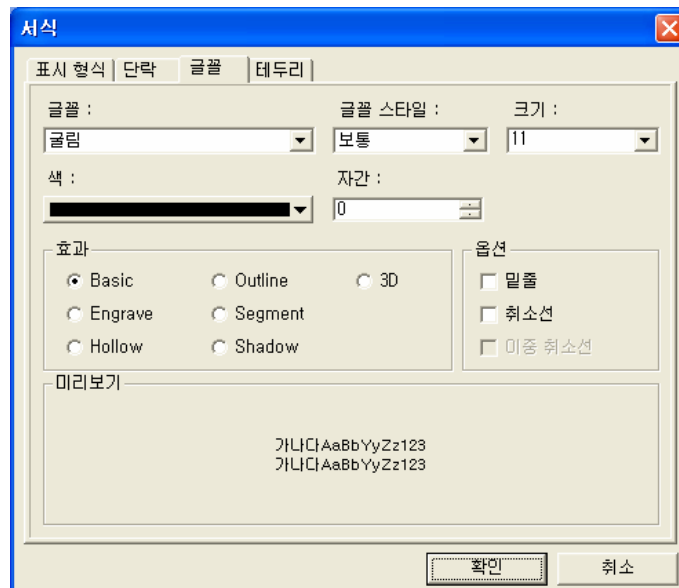 서식
표시 형식 단락 글꼴 테두리
글꼴 : 글꼴 스타일 : 크기 :
굴림 보통 11
색 : 자간 :
0
효과 옵션
Basic Outline 3D 밑줄
Engrave Segment 취소선
Hollow Shadow 이중 취소선
미리보기
가나다AaBbYyZz123
가나다AaBbYyZz123
확인 취소